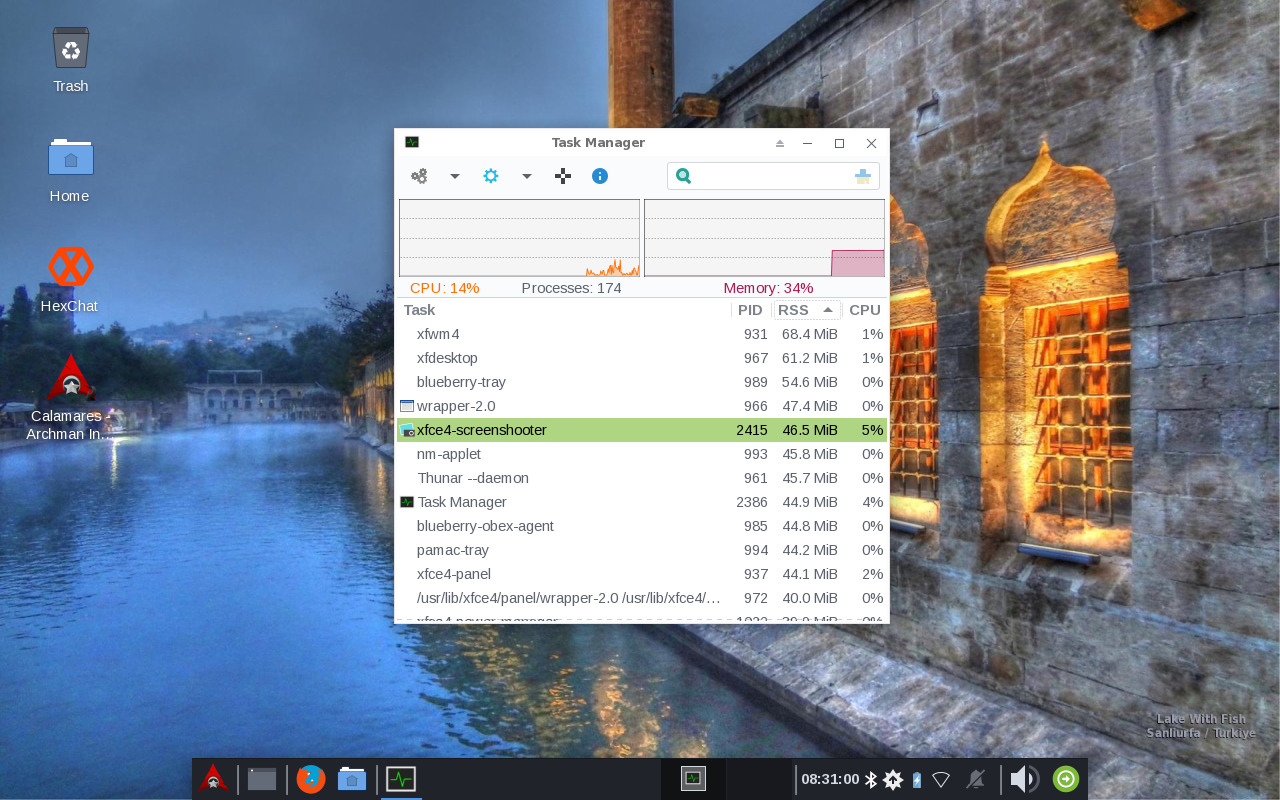 Trash
Home
HexChat
Calamares -
Archman In...
Task Manager
CPU: 14% Processes: 174 Memory: 34%
Task PID RSS CPU
xfwm4 931 68.4 MiB 1%
xfdesktop 967 61.2 MiB 1%
blueberry-tray 989 54.6 MiB 0%
wrapper-2.0 966 47.4 MiB 0%
xfce4-screenshooter 2415 46.5 MiB 5%
nm-applet 993 45.8 MiB 0%
Thunar --daemon 961 45.7 MiB 0%
Task Manager 2386 44.9 MiB 4%
blueberry-obex-agent 985 44.8 MiB 0%
pamac-tray 994 44.2 MiB 0%
xfce4-panel 937 44.1 MiB 2%
/usr/lib/xfce4/panel/wrapper-2.0 /usr/lib/xfce4/... 972 40.0 MiB 0%
Lake With Fish
Sanliurfa / Turkiye
08:31:00